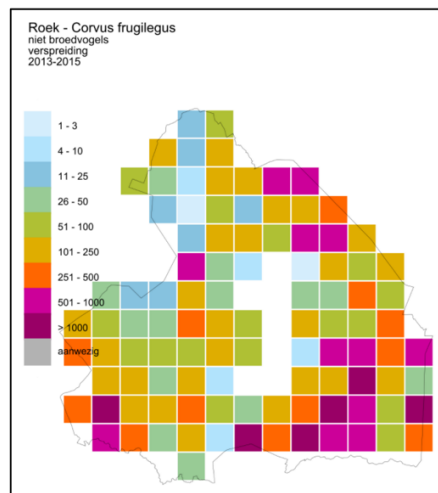 Roek - Corvus frugilegus
niet broedvogels
verspreiding
2013-2015
1 - 3
4 - 10
11 - 25
26 - 50
51 - 100
101 - 250
251 - 500
501 - 1000
> 1000
aanwezig